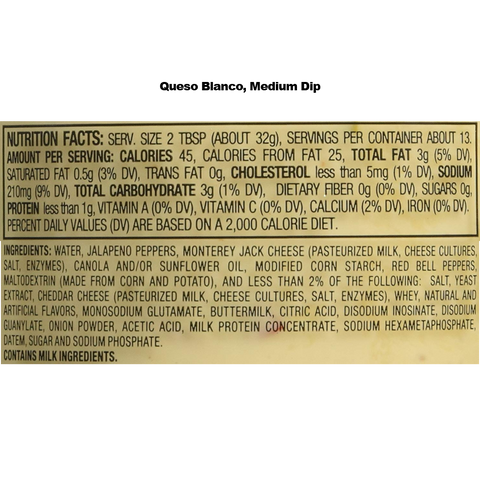 Queso Blanco, Medium Dip
NUTRITION FACTS: SERV. SIZE 2 TBSP (ABOUT 32g), SERVINGS PER CONTAINER ABOUT 13.
AMOUNT PER SERVING: CALORIES 45, CALORIES FROM FAT 25, TOTAL FAT 3g (5% DV),
SATURATED FAT 0.5g (3% DV), TRANS FAT 0g, CHOLESTEROL less than 5mg (1% DV), SODIUM
210mg (9% DV), TOTAL CARBOHYDRATE 3g (1% DV), DIETARY FIBER 0g (0% DV), SUGARS 0g,
PROTEIN less than 1g, VITAMIN A (0% DV), VITAMIN C (0% DV), CALCIUM (2% DV), IRON (0% DV).
PERCENT DAILY VALUES (DV) ARE BASED ON A 2,000 CALORIE DIET.
INGREDIENTS: WATER, JALAPENO PEPPERS, MONTEREY JACK CHEESE (PASTEURIZED MILK, CHEESE CULTURES,
SALT, ENZYMES), CANOLA AND/OR SUNFLOWER OIL, MODIFIED CORN STARCH, RED BELL PEPPERS,
MALTODEXTRIN (MADE FROM CORN AND POTATO), AND LESS THAN 2% OF THE FOLLOWING: SALT, YEAST
EXTRACT, CHEDDAR CHEESE (PASTEURIZED MILK, CHEESE CULTURES, SALT, ENZYMES), WHEY, NATURAL AND
ARTIFICIAL FLAVORS, MONOSODIUM GLUTAMATE, BUTTERMILK, CITRIC ACID, DISODIUM INOSINATE, DISODIUM
GUANYLATE, ONION POWDER, ACETIC ACID, MILK PROTEIN CONCENTRATE, SODIUM HEXAMETAPHOSPHATE,
DATEM, SUGAR AND SODIUM PHOSPHATE.
CONTAINS MILK INGREDIENTS.